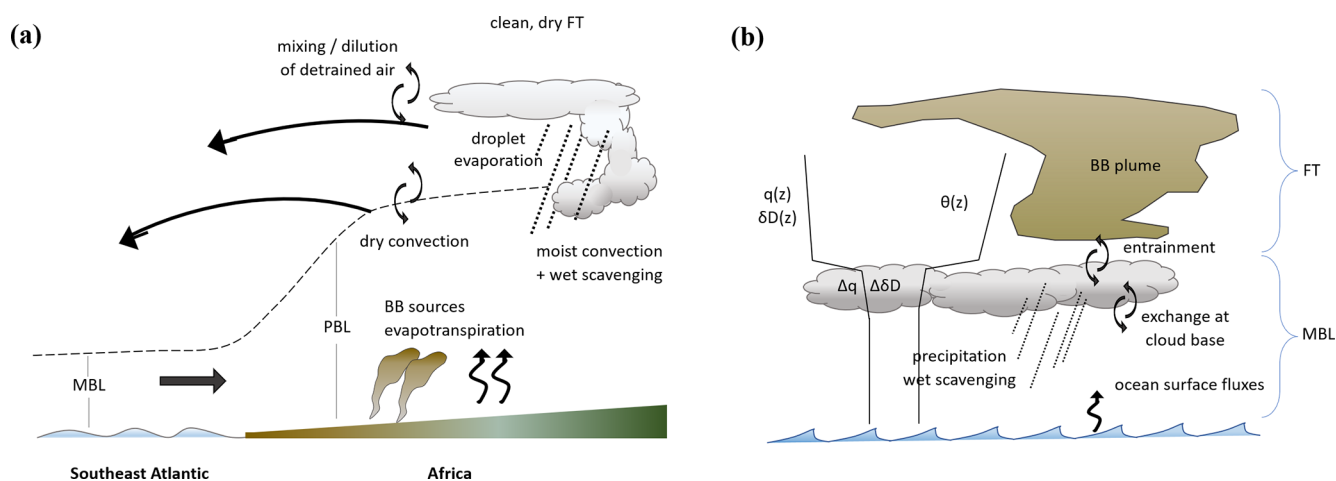 (a)
clean, dry FT
mixing / dilution
of detrained air
droplet
evaporation
dry convection
moist convection
+ wet scavenging
BB sources
evapotranspiration
PBL
MBL
Southeast Atlantic
Africa
(b)
BB plume
FT
q(z)
δD(z)
θ(z)
entrainment
Δq
ΔδD
exchange at
cloud base
MBL
precipitation
wet scavenging
ocean surface fluxes